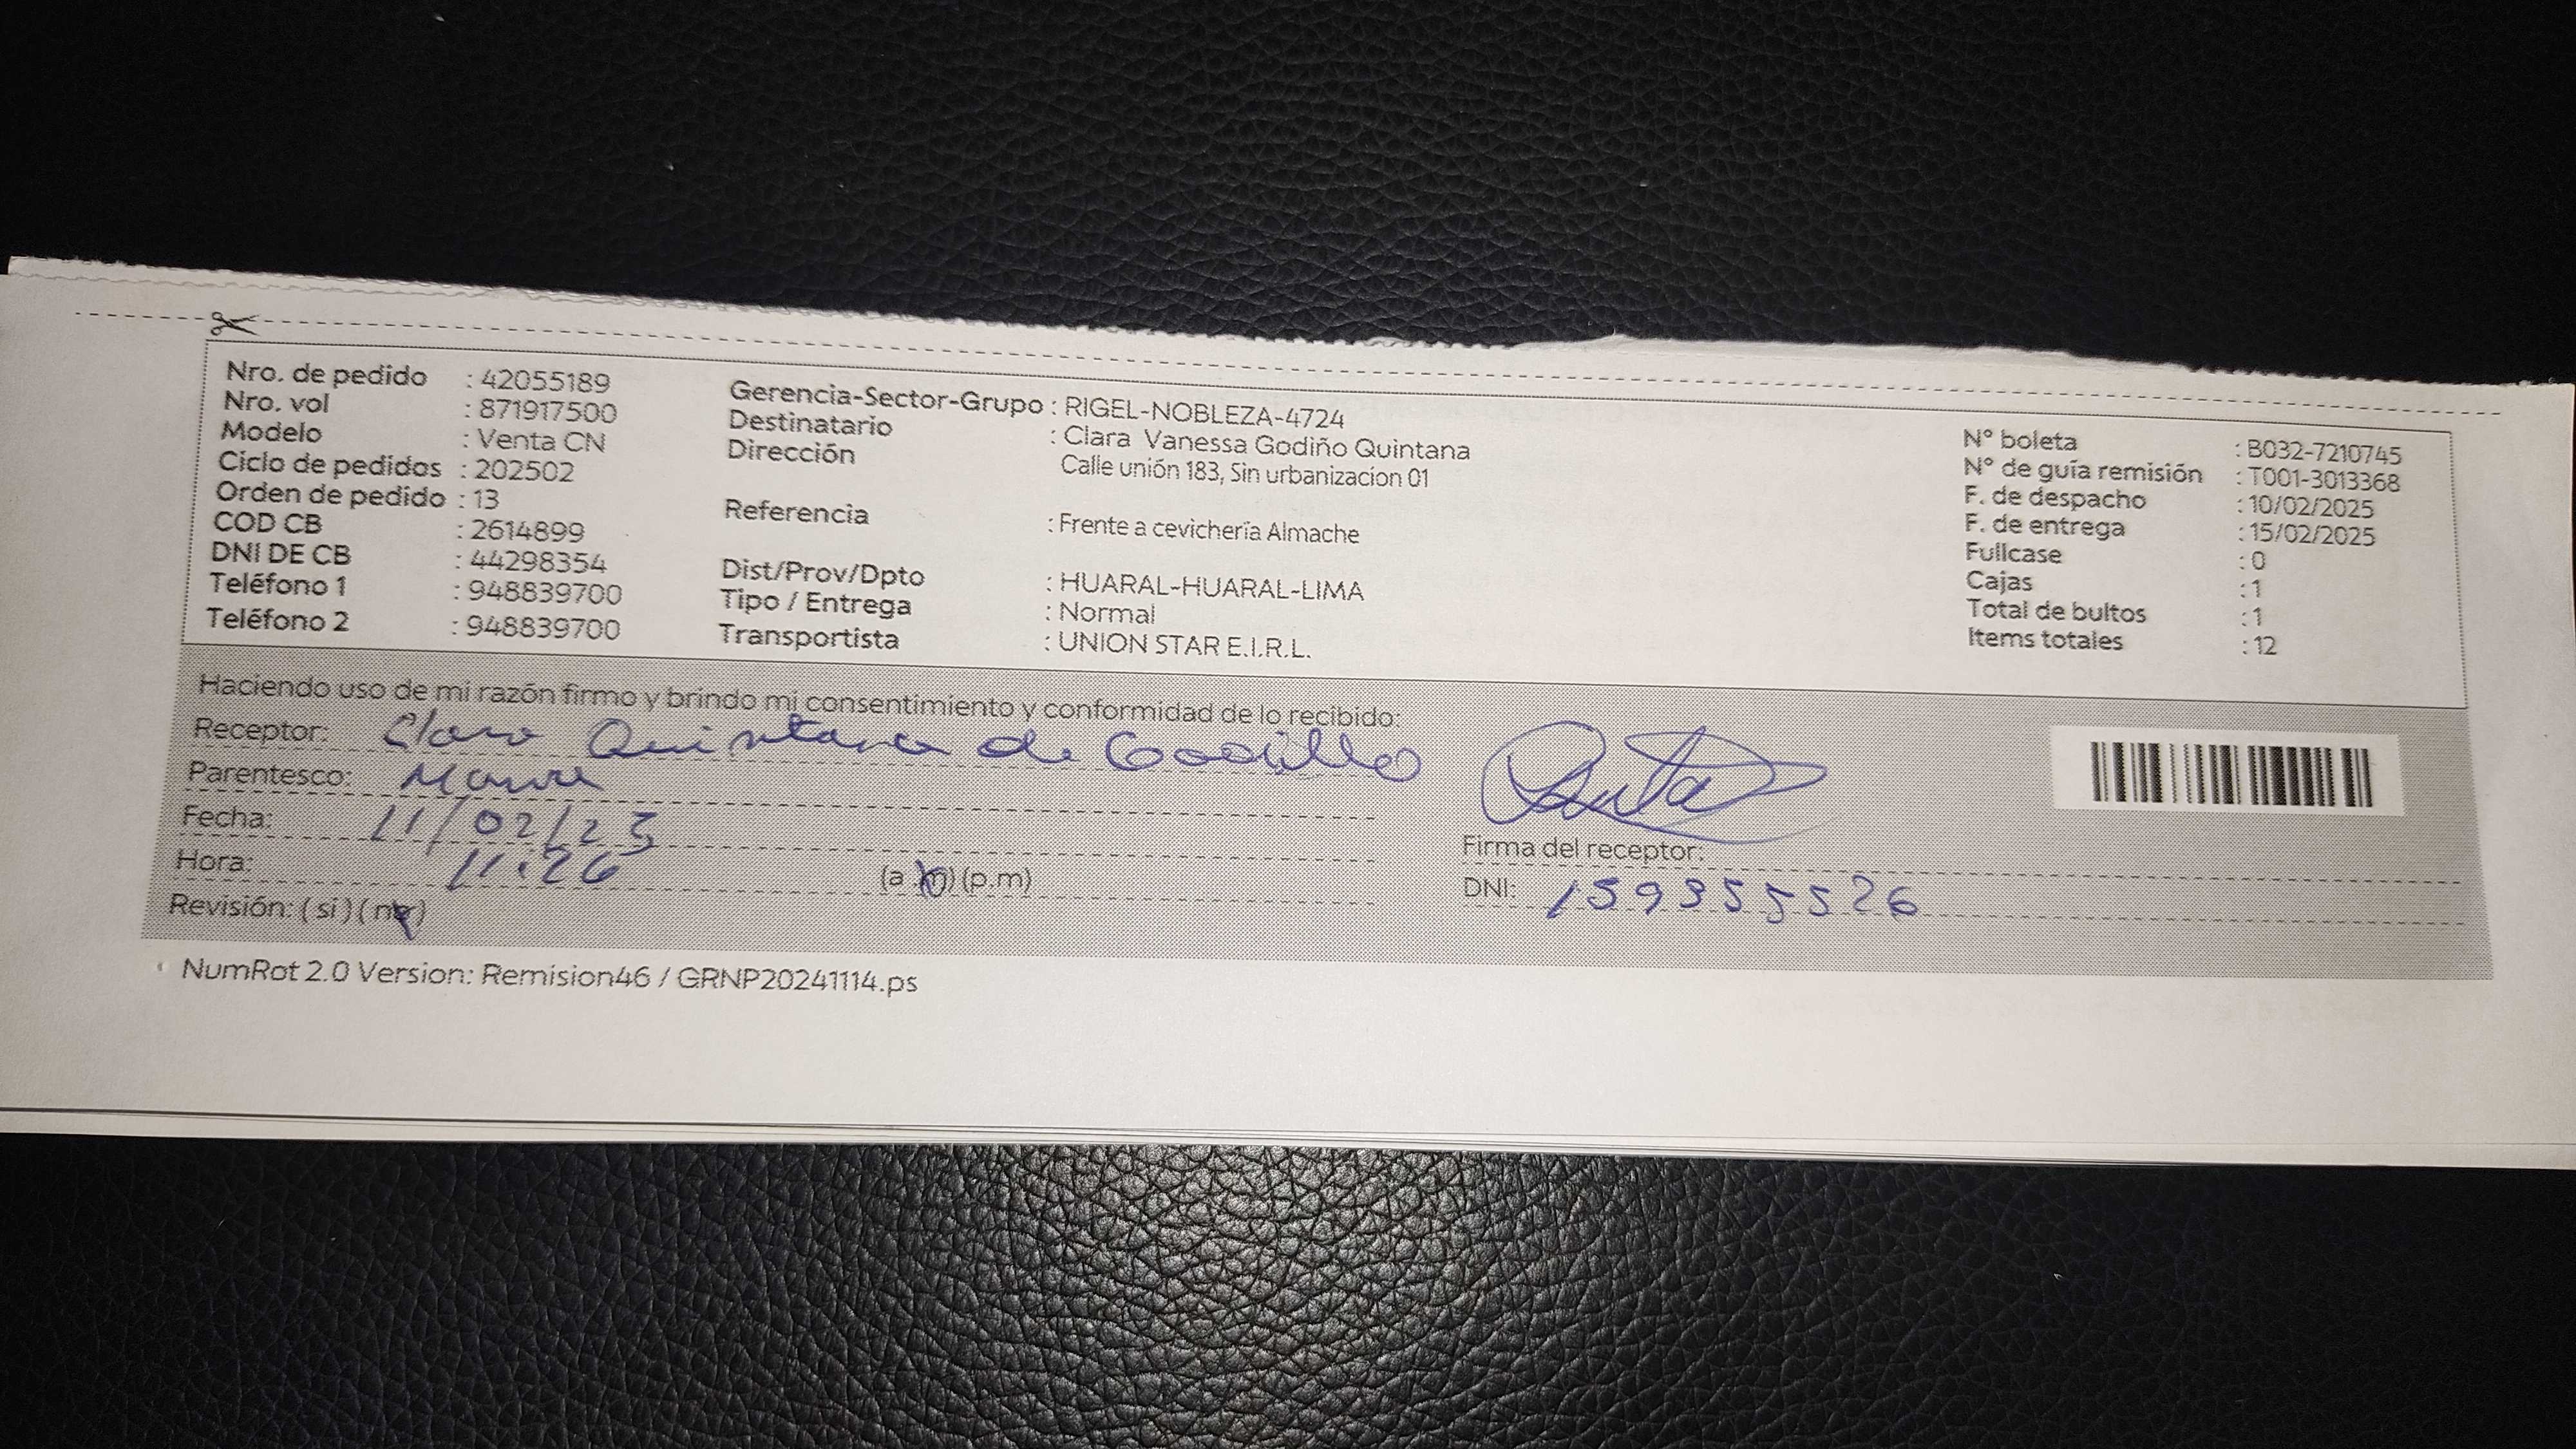 Nro. de pedido : 42055189
Nro. vol : 871917500
Modelo : Venta CN
Ciclo de pedidos : 202502
Orden de pedido : 13
COD CB : 2614899
DNI DE CB : 44298354
Teléfono 1 : 948839700
Teléfono 2 : 948839700
Gerencia-Sector-Grupo : RIGEL-NOBLEZA-4724
Destinatario : Clara Vanessa Godiño Quintana
Dirección Calle unión 183, Sin urbanizacion 01
Referencia : Frente a cevichería Almache
Dist/Prov/Dpto : HUARAL-HUARAL-LIMA
Tipo / Entrega : Normal
Transportista : UNION STAR E.I.R.L.
N° boleta : B032-7210745
N° de guía remisión : T001-3013368
F. de despacho : 10/02/2025
F. de entrega : 15/02/2025
Fullcase : 0
Cajas : 1
Total de bultos : 1
Items totales : 12
Haciendo uso de mi razón firmo y brindo mi consentimiento y conformidad de lo recibido:
Receptor: Clara Quintana de
Parentesco:
Fecha: 11/02/25
Hora: 11:26 (a.m) (p.m)
Revisión: (si) (no)
Firma del receptor:
DNI:
NumRot 2.0 Version: Remision46 / GRNP20241114.ps